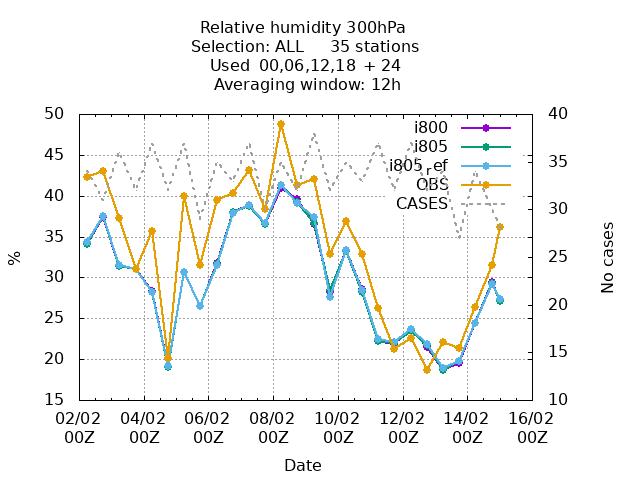 Relative humidity 300hPa
Selection: ALL 35 stations
Used 00,06,12,18 + 24
Averaging window: 12h
50
45
40
35
30
25
20
15
%
40
35
30
25
20
15
10
No cases
i800
i805
i805_ref
OBS
CASES
02/02 04/02 06/02 08/02 10/02 12/02 14/02 16/02
00Z 00Z 00Z 00Z 00Z 00Z 00Z 00Z
Date